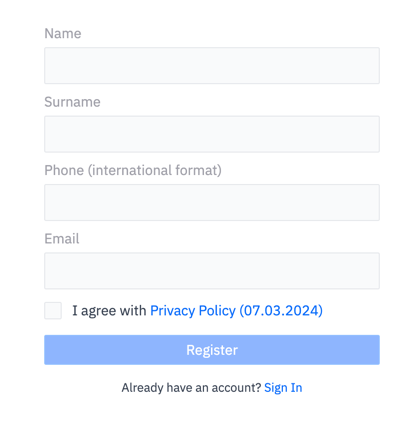 Name
Surname
Phone (international format)
Email
I agree with Privacy Policy (07.03.2024)
Register
Already have an account? Sign In